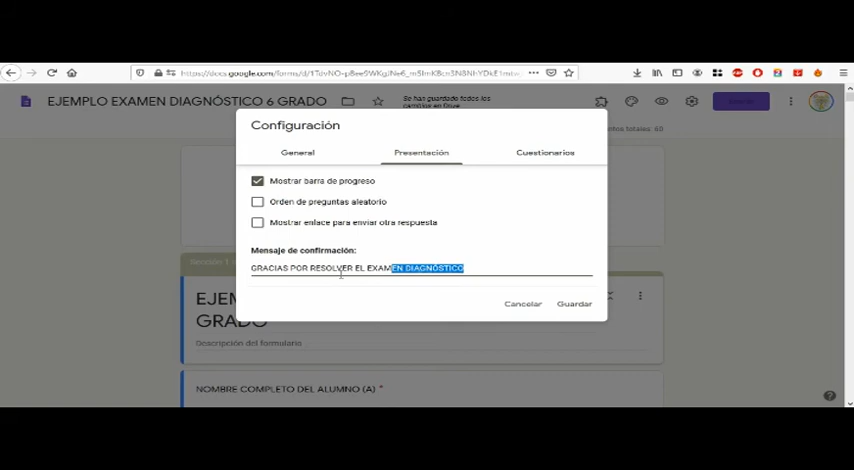 EJEMPLO EXAMEN DIAGNÓSTICO 6 GRADO
Se han guardado todos los
cambios en Drive
Configuración
General
Presentación
Cuestionarios
Mostrar barra de progreso
Orden de preguntas aleatorio
Mostrar enlace para enviar otra respuesta
Mensaje de confirmación:
GRACIAS POR RESOLVER EL EXAMEN DIAGNÓSTICO
Cancelar
Guardar
Sección 1
GRADO
Descripción del formulario
NOMBRE COMPLETO DEL ALUMNO (A) *